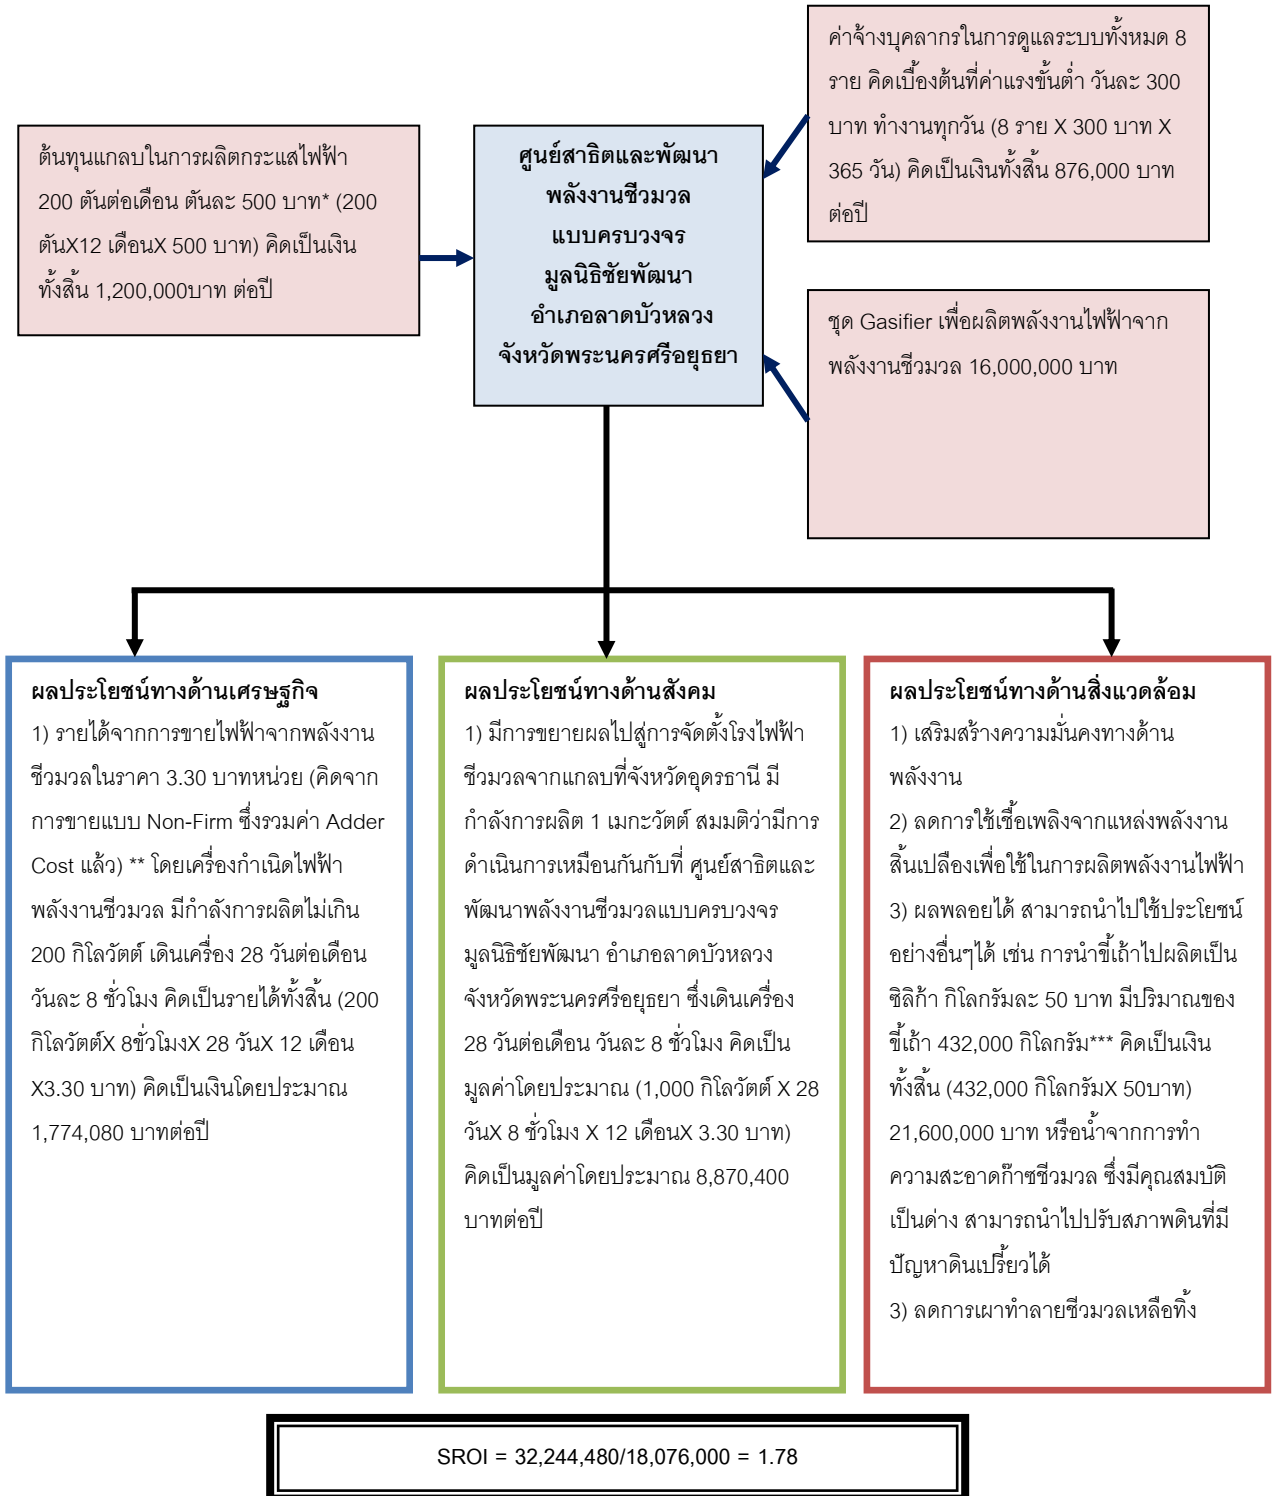 ค่าจ้างบุคลากรในการดูแลระบบทั้งหมด 8
ราย คิดเบื้องต้นที่ค่าแรงขั้นต่ำ วันละ 300
บาท ทำงานทุกวัน (8 ราย X 300 บาท X
365 วัน) คิดเป็นเงินทั้งสิ้น 876,000 บาท
ต่อปี
ต้นทุนแกลบในการผลิตกระแสไฟฟ้า
200 ตันต่อเดือน ตันละ 500 บาท* (200
ตันX12 เดือนX 500 บาท) คิดเป็นเงิน
ทั้งสิ้น 1,200,000บาท ต่อปี
ศูนย์สาธิตและพัฒนา
พลังงานชีวมวล
แบบครบวงจร
มูลนิธิชัยพัฒนา
อำเภอลาดบัวหลวง
จังหวัดพระนครศรีอยุธยา
ชุด Gasifier เพื่อผลิตพลังงานไฟฟ้าจาก
พลังงานชีวมวล 16,000,000 บาท
ผลประโยชน์ทางด้านเศรษฐกิจ
1) รายได้จากการขายไฟฟ้าจากพลังงาน
ชีวมวลในราคา 3.30 บาทหน่วย (คิดจาก
การขายแบบ Non-Firm ซึ่งรวมค่า Adder
Cost แล้ว) ** โดยเครื่องกำเนิดไฟฟ้า
พลังงานชีวมวล มีกำลังการผลิตไม่เกิน
200 กิโลวัตต์ เดินเครื่อง 28 วันต่อเดือน
วันละ 8 ชั่วโมง คิดเป็นรายได้ทั้งสิ้น (200
กิโลวัตต์X 8ชั่วโมงX 28 วันX 12 เดือน
X3.30 บาท) คิดเป็นเงินโดยประมาณ
1,774,080 บาทต่อปี
ผลประโยชน์ทางด้านสังคม
1) มีการขยายผลไปสู่การจัดตั้งโรงไฟฟ้า
ชีวมวลจากแกลบที่จังหวัดอุดรธานี มี
กำลังการผลิต 1 เมกะวัตต์ สมมติว่ามีการ
ดำเนินการเหมือนกันกับที่ ศูนย์สาธิตและ
พัฒนาพลังงานชีวมวลแบบครบวงจร
มูลนิธิชัยพัฒนา อำเภอลาดบัวหลวง
จังหวัดพระนครศรีอยุธยา ซึ่งเดินเครื่อง
28 วันต่อเดือน วันละ 8 ชั่วโมง คิดเป็น
มูลค่าโดยประมาณ (1,000 กิโลวัตต์ X 28
วันX 8 ชั่วโมง X 12 เดือนX 3.30 บาท)
คิดเป็นมูลค่าโดยประมาณ 8,870,400
บาทต่อปี
ผลประโยชน์ทางด้านสิ่งแวดล้อม
1) เสริมสร้างความมั่นคงทางด้าน
พลังงาน
2) ลดการใช้เชื้อเพลิงจากแหล่งพลังงาน
สิ้นเปลืองเพื่อใช้ในการผลิตพลังงานไฟฟ้า
3) ผลพลอยได้ สามารถนำไปใช้ประโยชน์
อย่างอื่นๆได้ เช่น การนำขี้เถ้าไปผลิตเป็น
ซิลิก้า กิโลกรัมละ 50 บาท มีปริมาณของ
ขี้เถ้า 432,000 กิโลกรัม*** คิดเป็นเงิน
ทั้งสิ้น (432,000 กิโลกรัมX 50บาท)
21,600,000 บาท หรือน้ำจากการทำ
ความสะอาดก๊าซชีวมวล ซึ่งมีคุณสมบัติ
เป็นด่าง สามารถนำไปปรับสภาพดินที่มี
ปัญหาดินเปรี้ยวได้
3) ลดการเผาทำลายชีวมวลเหลือทิ้ง
SROI = 32,244,480/18,076,000 = 1.78